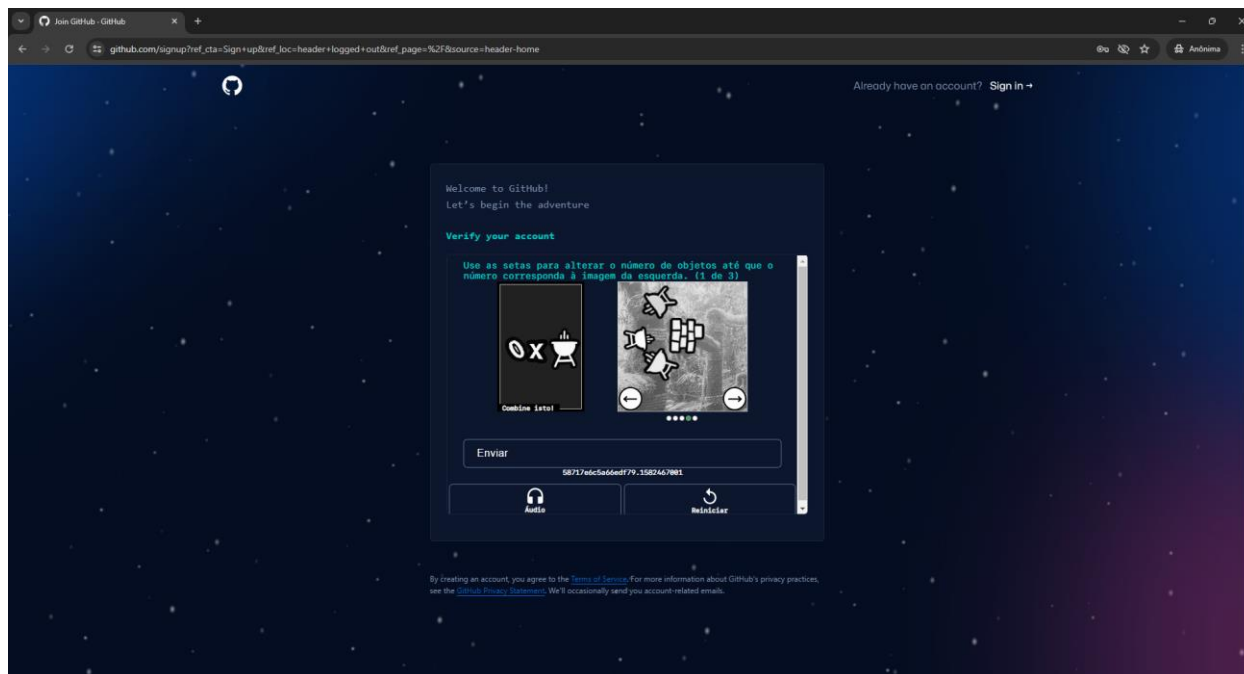 Join GitHub · GitHub
github.com/signup?ref_cta=Sign+up&ref_loc=header+logged+out&ref_page=%2F&source=header-home
Anônima
Already have an account? Sign in →
Welcome to GitHub!
Let's begin the adventure
Verify your account
Use as setas para alterar o número de objetos até que o
número corresponda à imagem da esquerda. (1 de 3)
0 X
Combine isto!
Enviar
58717e6c5a66edf79.1582467001
Áudio
Reiniciar
By creating an account, you agree to the Terms of Service. For more information about GitHub's privacy practices,
see the GitHub Privacy Statement. We'll occasionally send you account-related emails.